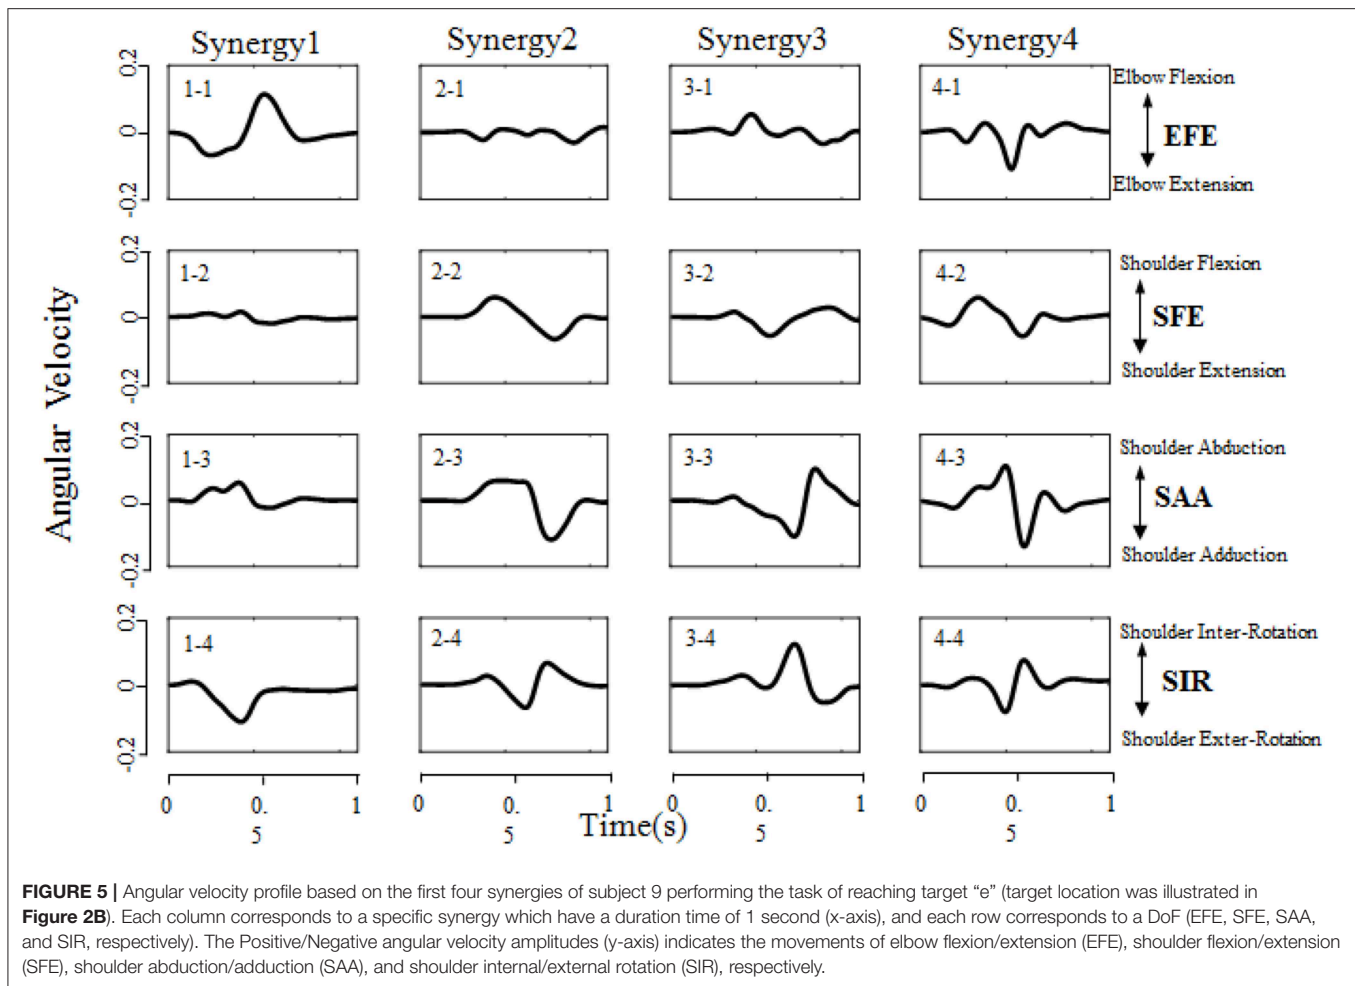 Synergy1 Synergy2 Synergy3 Synergy4
0.2 1-1 2-1 3-1 4-1 Elbow Flexion
0 EFE
-0.2 Elbow Extension
0.2 1-2 2-2 3-2 4-2 Shoulder Flexion
0 SFE
-0.2 Shoulder Extension
Angular Velocity
0.2 1-3 2-3 3-3 4-3 Shoulder Abduction
0 SAA
-0.2 Shoulder Adduction
0.2 1-4 2-4 3-4 4-4 Shoulder Inter-Rotation
0 SIR
-0.2 Shoulder Exter-Rotation
0 0. 1 0 0. 1 0 0. 1 0 0. 1
5 5 5 5
Time(s)
FIGURE 5 | Angular velocity profile based on the first four synergies of subject 9 performing the task of reaching target “e” (target location was illustrated in
Figure 2B). Each column corresponds to a specific synergy which have a duration time of 1 second (x-axis), and each row corresponds to a DoF (EFE, SFE, SAA,
and SIR, respectively). The Positive/Negative angular velocity amplitudes (y-axis) indicates the movements of elbow flexion/extension (EFE), shoulder flexion/extension
(SFE), shoulder abduction/adduction (SAA), and shoulder internal/external rotation (SIR), respectively.